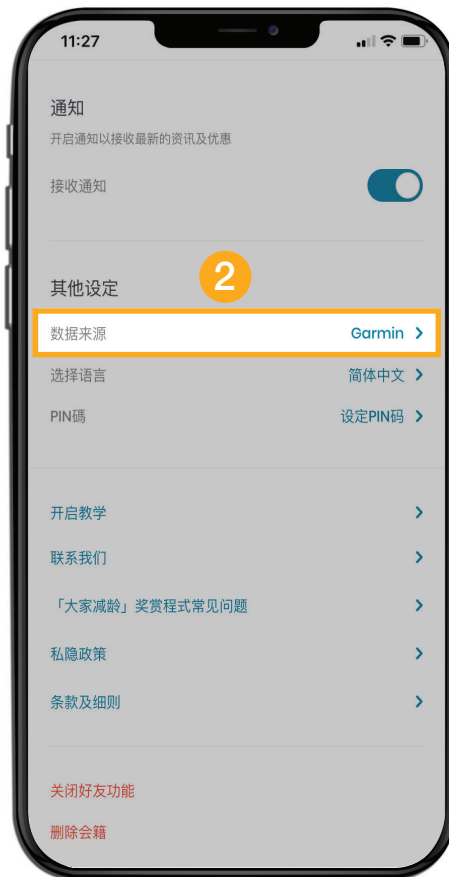 11:27
通知
开启通知以接收最新的资讯及优惠
接收通知
其他设定
2
数据来源 Garmin
选择语言 简体中文
PIN碼 设定PIN码
开启教学
联系我们
「大家减龄」奖赏程式常见问题
私隐政策
条款及细则
关闭好友功能
删除会籍